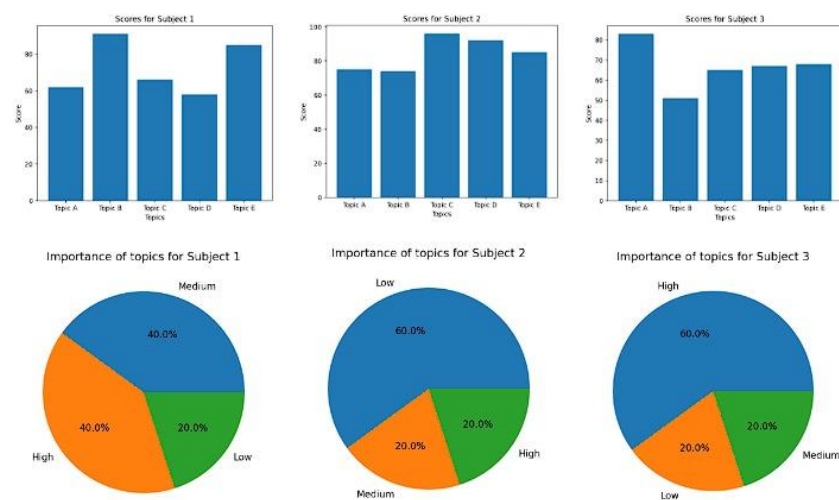 Scores for Subject 1
Score
80
60
40
20
0
Topic A Topic B Topic C Topic D Topic E
Topics
Scores for Subject 2
Score
100
80
60
40
20
0
Topic A Topic B Topic C Topic D Topic E
Topics
Scores for Subject 3
Score
80
70
60
50
40
30
20
10
0
Topic A Topic B Topic C Topic D Topic E
Topics
Importance of topics for Subject 1
Medium
40.0%
40.0%
20.0%
High
Low
Importance of topics for Subject 2
Low
60.0%
20.0%
20.0%
High
Medium
Importance of topics for Subject 3
High
60.0%
20.0%
20.0%
Medium
Low